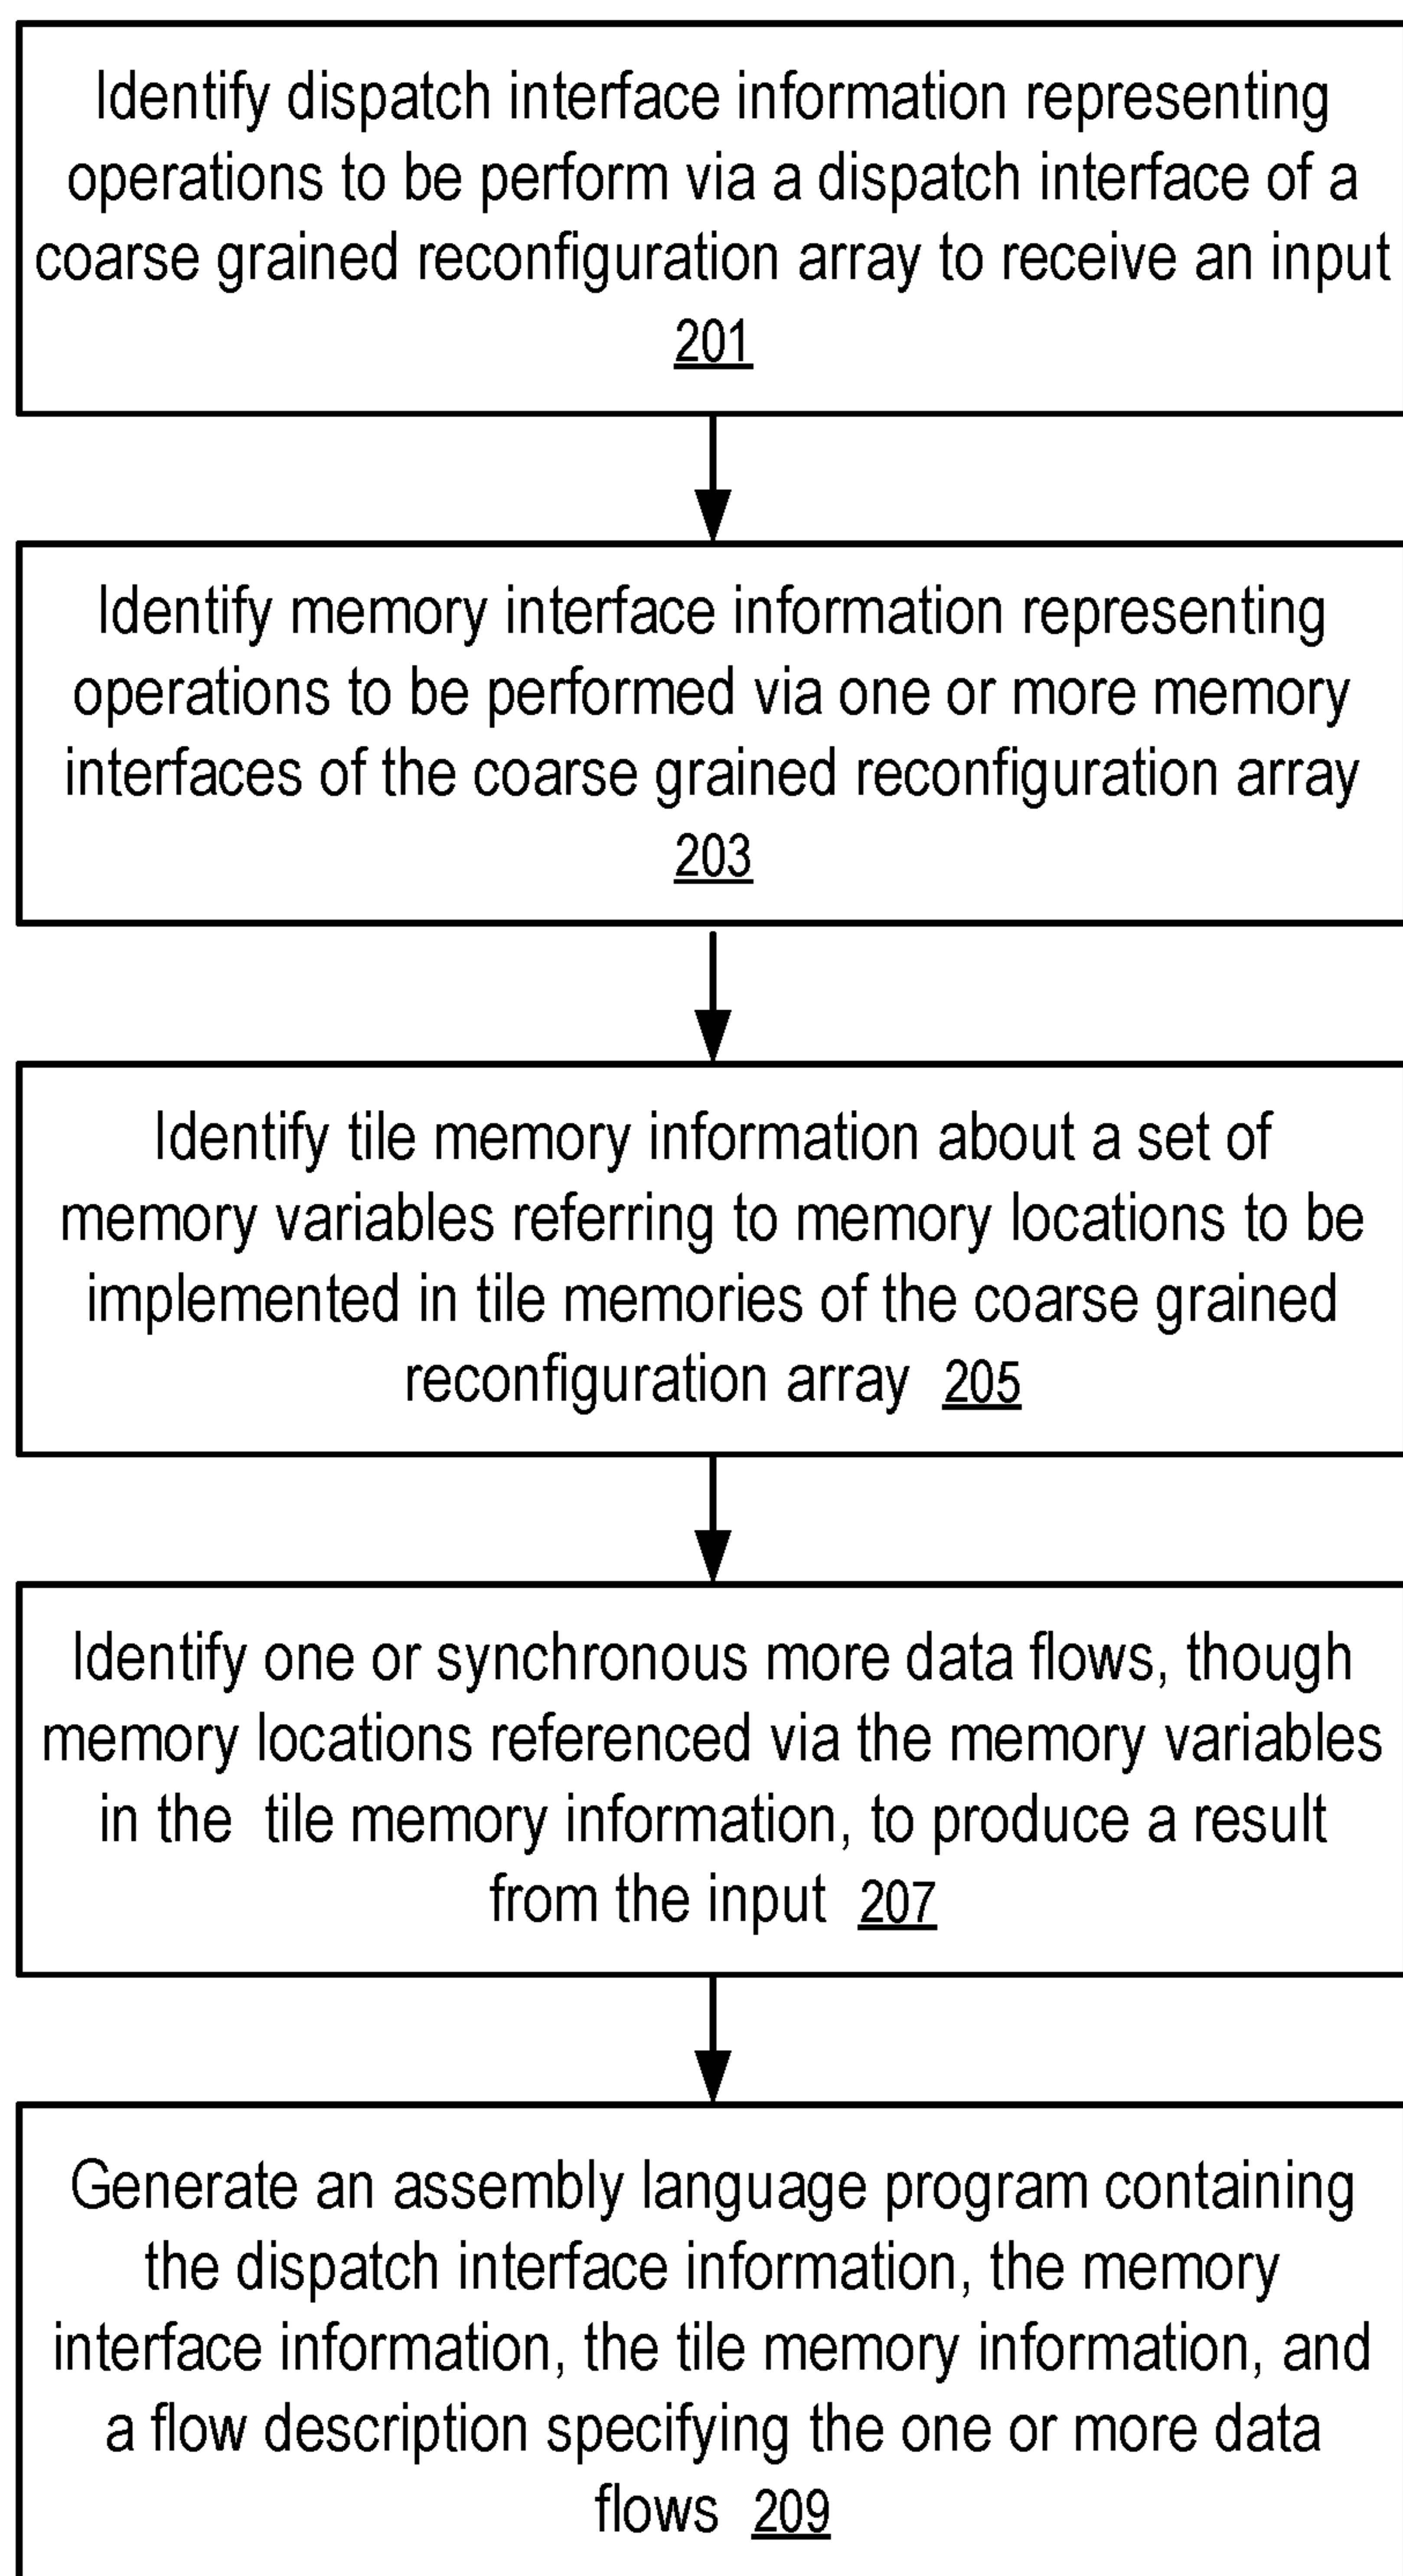 Identify dispatch interface information representing
operations to be perform via a dispatch interface of a
coarse grained reconfiguration array to receive an input
201
Identify memory interface information representing
operations to be performed via one or more memory
interfaces of the coarse grained reconfiguration array
203
Identify tile memory information about a set of
memory variables referring to memory locations to be
implemented in tile memories of the coarse grained
reconfiguration array 205
Identify one or synchronous more data flows, though
memory locations referenced via the memory variables
in the tile memory information, to produce a result
from the input 207
Generate an assembly language program containing
the dispatch interface information, the memory
interface information, the tile memory information, and
a flow description specifying the one or more data
flows 209